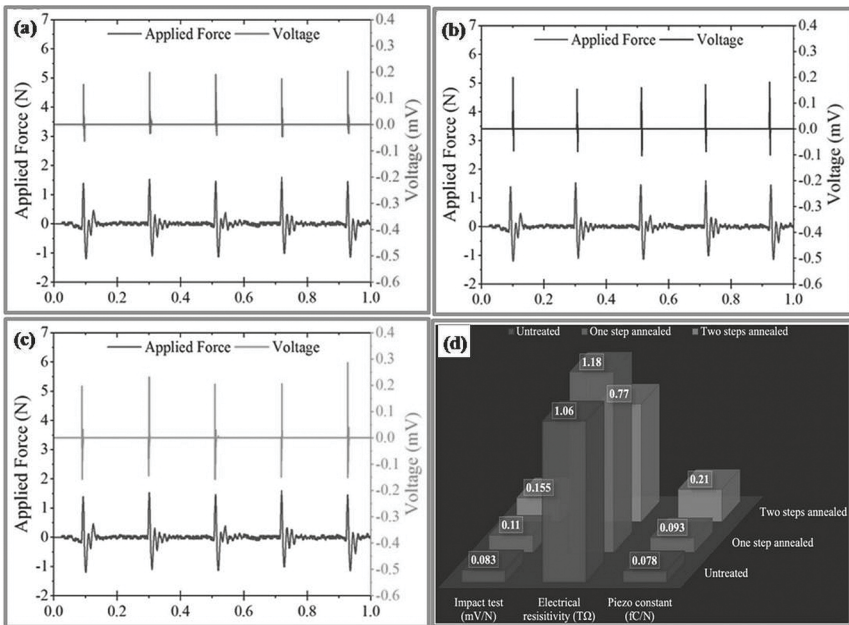 (a)
Applied Force
Voltage
Applied Force (N)
7
6
5
4
3
2
1
0
-1
-2
0.4
0.3
0.2
0.1
0.0
-0.1
-0.2
-0.3
-0.4
-0.5
-0.6
Voltage (mV)
0.0 0.2 0.4 0.6 0.8 1.0
(b)
Applied Force
Voltage
Applied Force (N)
7
6
5
4
3
2
1
0
-1
-2
0.4
0.3
0.2
0.1
0.0
-0.1
-0.2
-0.3
-0.4
-0.5
-0.6
Voltage (mV)
0.0 0.2 0.4 0.6 0.8 1.0
(c)
Applied Force
Voltage
Applied Force (N)
7
6
5
4
3
2
1
0
-1
-2
0.4
0.3
0.2
0.1
0.0
-0.1
-0.2
-0.3
-0.4
-0.5
-0.6
Voltage (mV)
0.0 0.2 0.4 0.6 0.8 1.0
(d)
Untreated One step annealed Two steps annealed
1.18
0.77
1.06
0.155
0.21
0.11
0.093
0.083
0.078
Two steps annealed
One step annealed
Untreated
Impact test
(mV/N)
Electrical
resisitivity (TΩ)
Piezo constant
(fC/N)